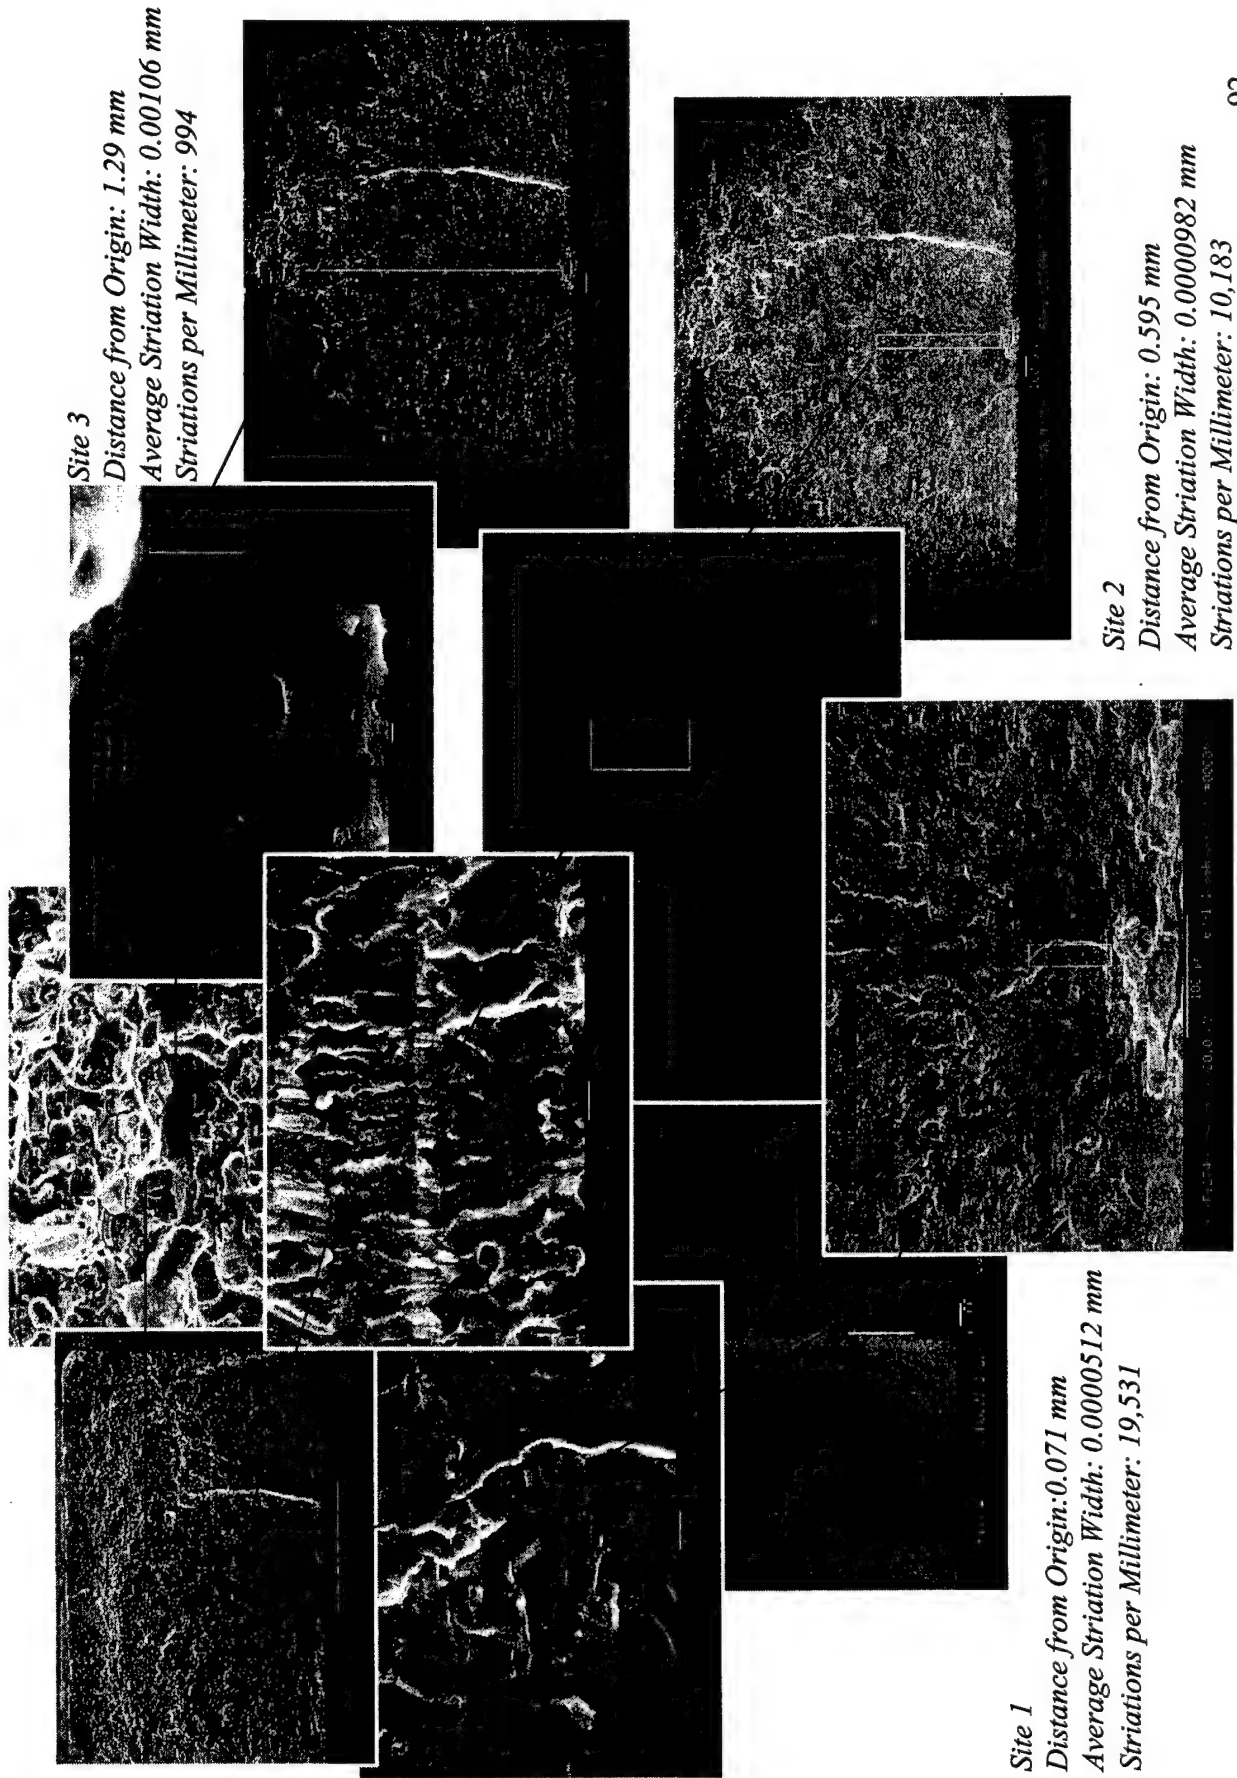 Site 3
Distance from Origin: 1.29 mm
Average Striation Width: 0.00106 mm
Striations per Millimeter: 994
Site 2
Distance from Origin: 0.595 mm
Average Striation Width: 0.0000982 mm
Striations per Millimeter: 10,183
Site 1
Distance from Origin:0.071 mm
Average Striation Width: 0.0000512 mm
Striations per Millimeter: 19,531